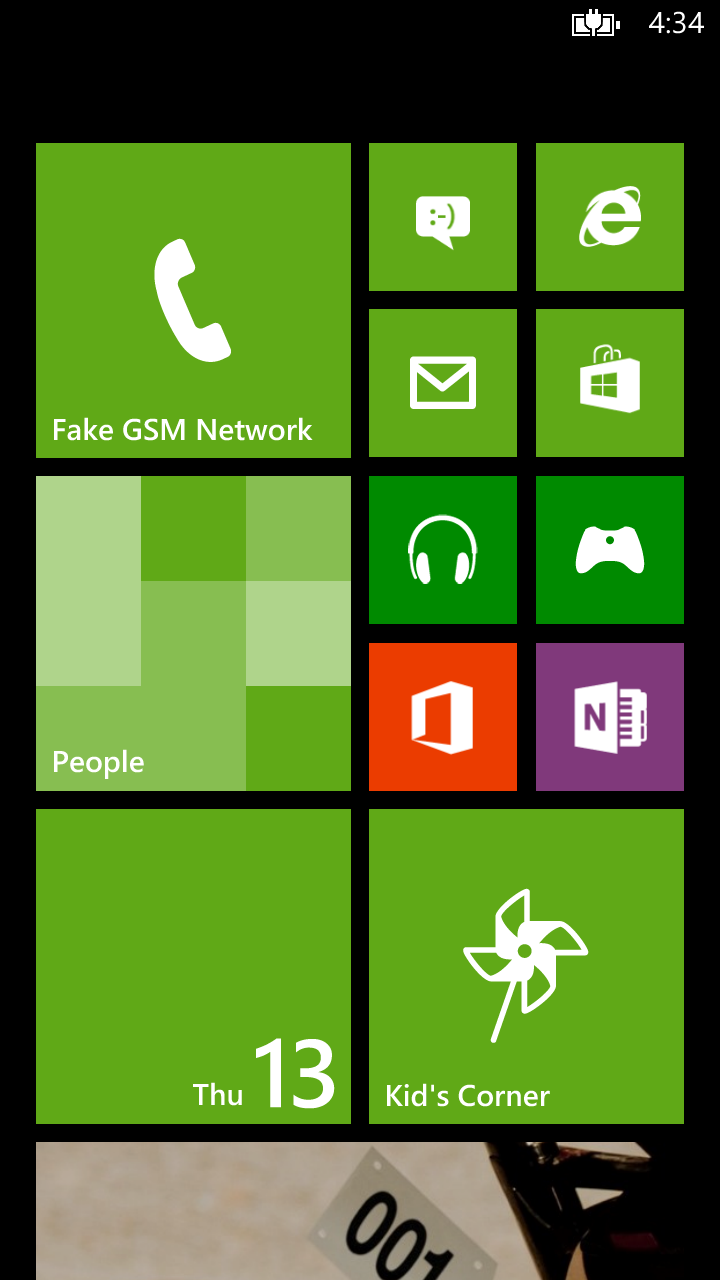 4:34
:-)
Fake GSM Network
People
N
Thu 13
Kid's Corner
001